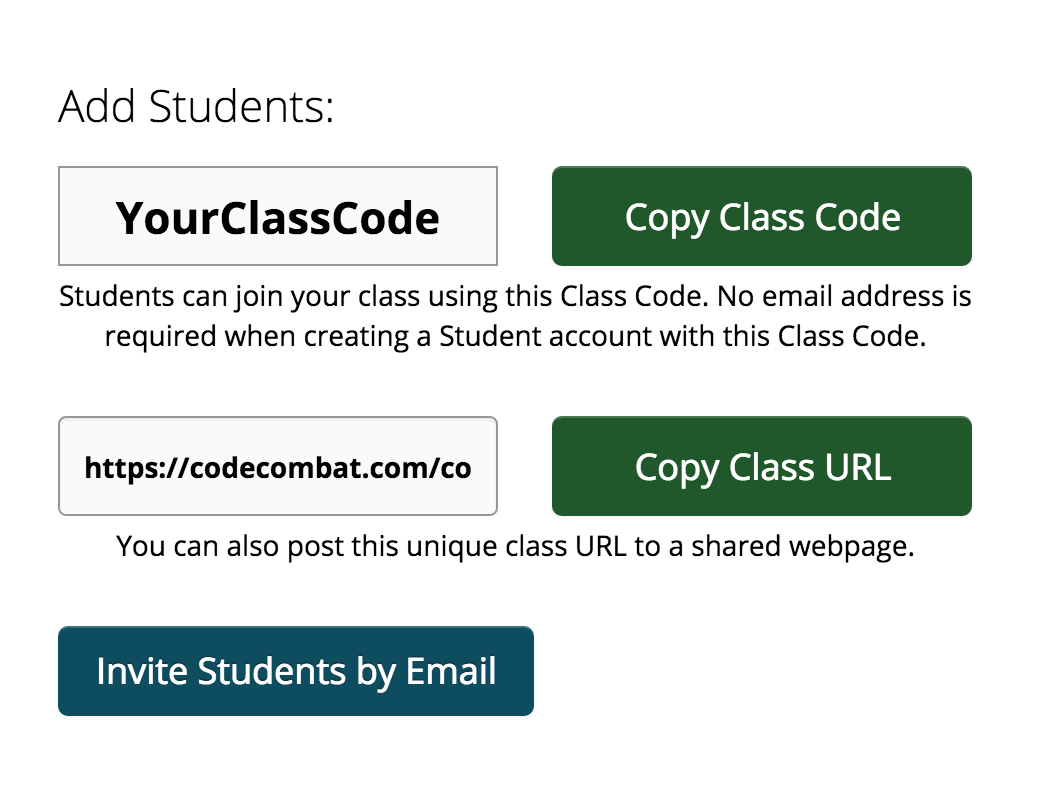 Add Students:
YourClassCode
Copy Class Code
Students can join your class using this Class Code. No email address is
required when creating a Student account with this Class Code.
https://codecombat.com/co
Copy Class URL
You can also post this unique class URL to a shared webpage.
Invite Students by Email